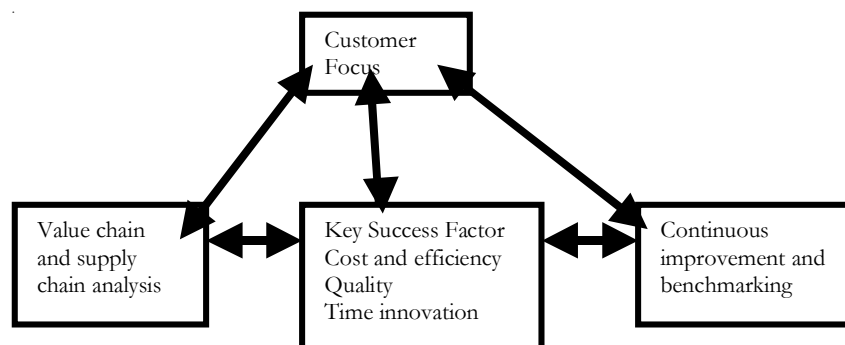 Customer
Focus
Value chain
and supply
chain analysis
Key Success Factor
Cost and efficiency
Quality
Time innovation
Continuous
improvement and
benchmarking